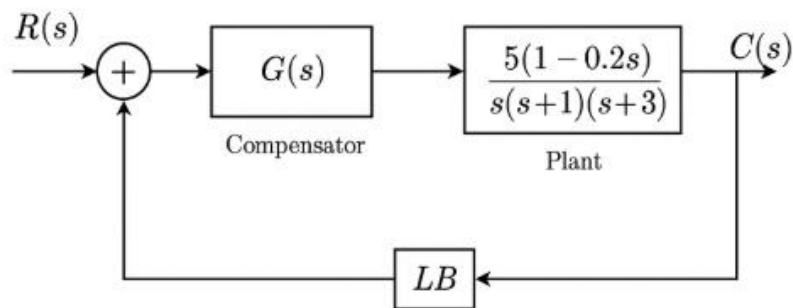 R(s)
+
G(s)
Compensator
5(1 − 0.2s)
s(s+1)(s+3)
Plant
C(s)
LB